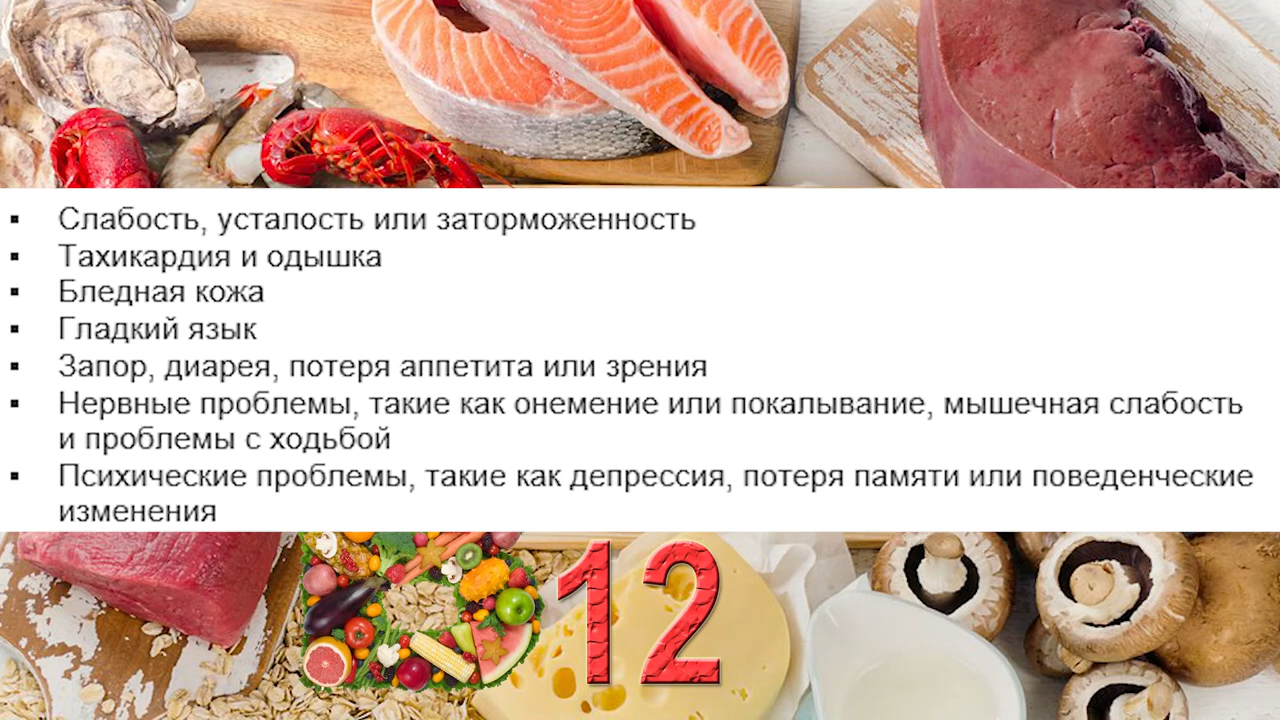 ▪ Слабость, усталость или заторможенность
▪ Тахикардия и одышка
▪ Бледная кожа
▪ Гладкий язык
▪ Запор, диарея, потеря аппетита или зрения
▪ Нервные проблемы, такие как онемение или покалывание, мышечная слабость
и проблемы с ходьбой
▪ Психические проблемы, такие как депрессия, потеря памяти или поведенческие
изменения
B 12